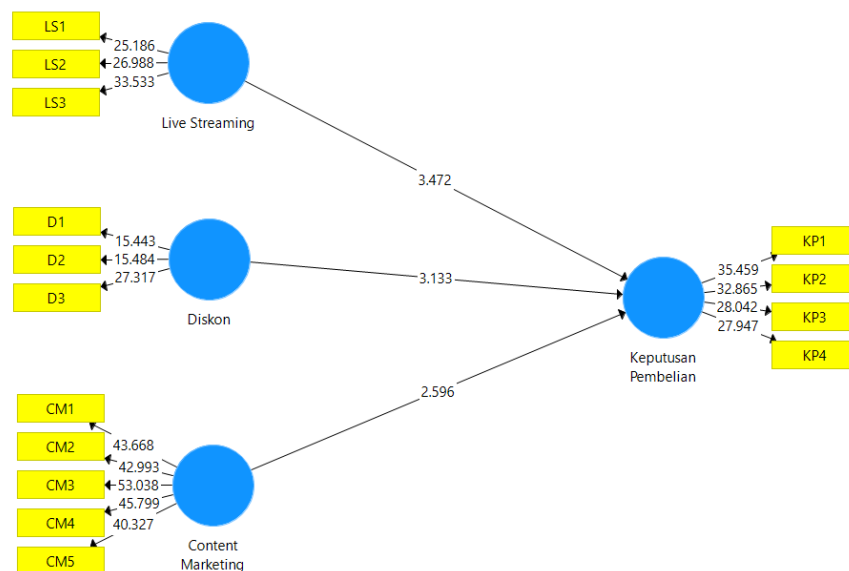 LS1
25.186
LS2
26.988
LS3
33.533
Live Streaming
3.472
D1
15.443
D2
15.484
D3
27.317
Diskon
3.133
KP1
35.459
KP2
32.865
KP3
28.042
KP4
27.947
Keputusan
Pembelian
2.596
CM1
43.668
CM2
42.993
CM3
53.038
CM4
45.799
CM5
40.327
Content
Marketing